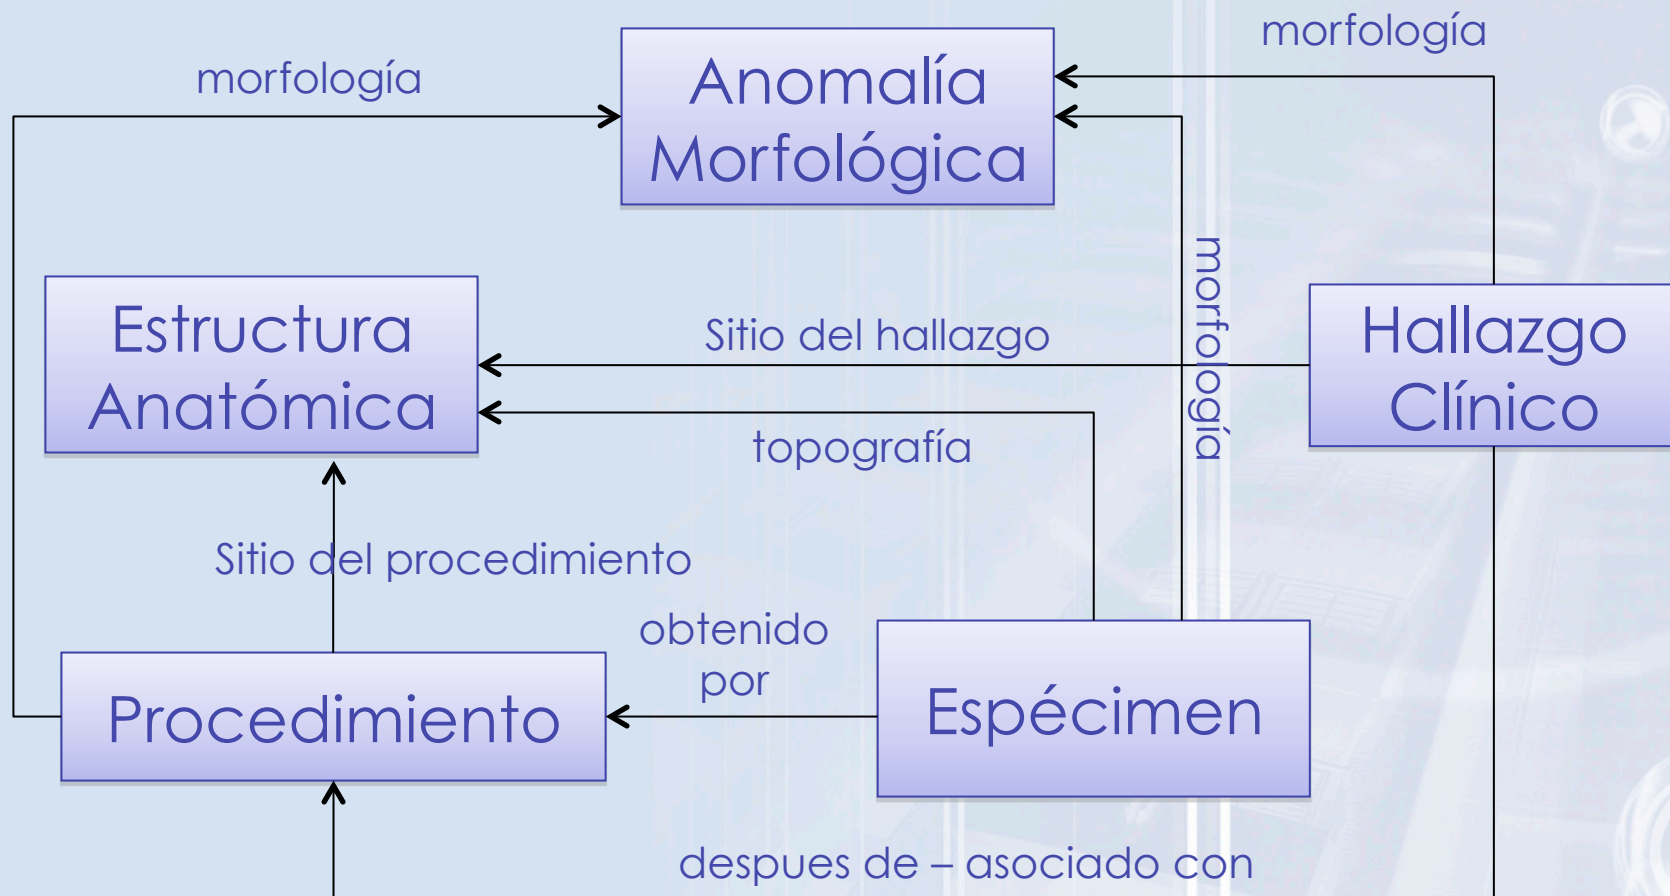 morfología
morfología
Anomalía
Morfológica
morfología
Estructura
Anatómica
Sitio del hallazgo
Hallazgo
Clínico
topografía
Sitio del procedimiento
obtenido
por
Procedimiento
Espécimen
despues de – asociado con